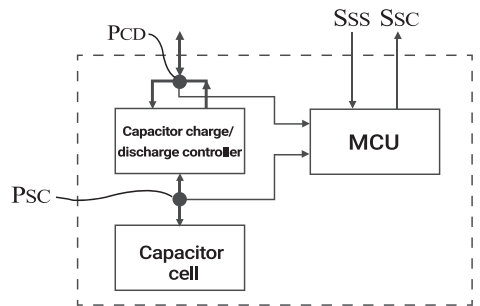 PCD
SSS SSC
Capacitor charge/
discharge controller
MCU
PSC
Capacitor
cell